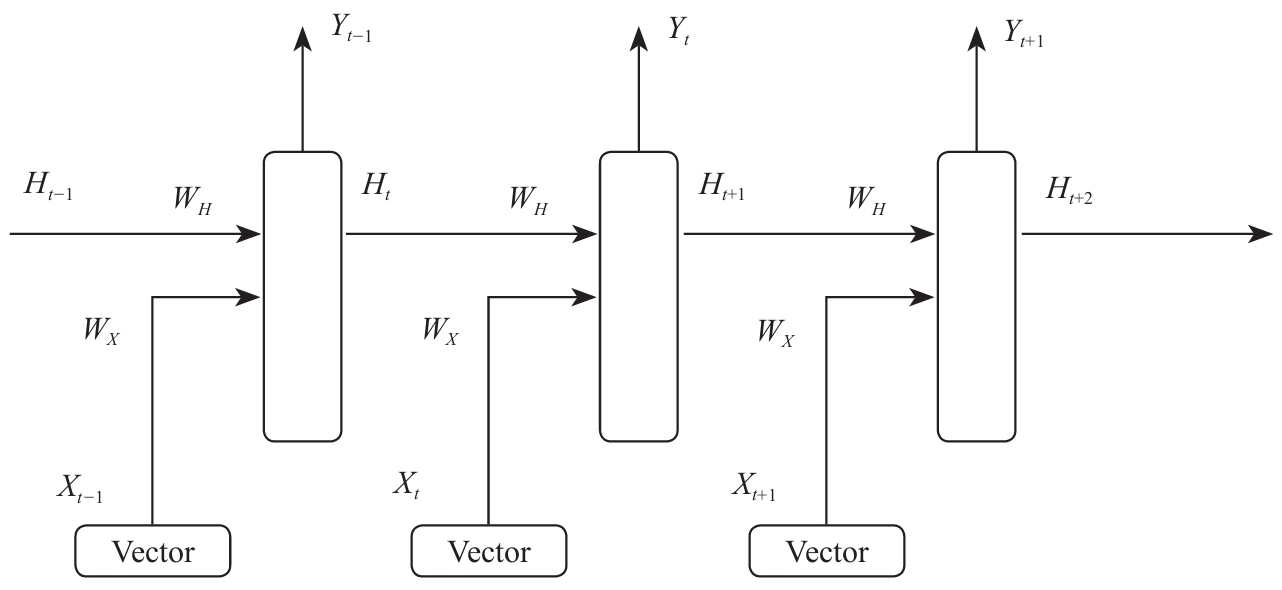 Y_{t−1}
Y_t
Y_{t+1}
H_{t−1}
W_H
H_t
W_H
H_{t+1}
W_H
H_{t+2}
W_X
W_X
W_X
X_{t−1}
X_t
X_{t+1}
Vector
Vector
Vector